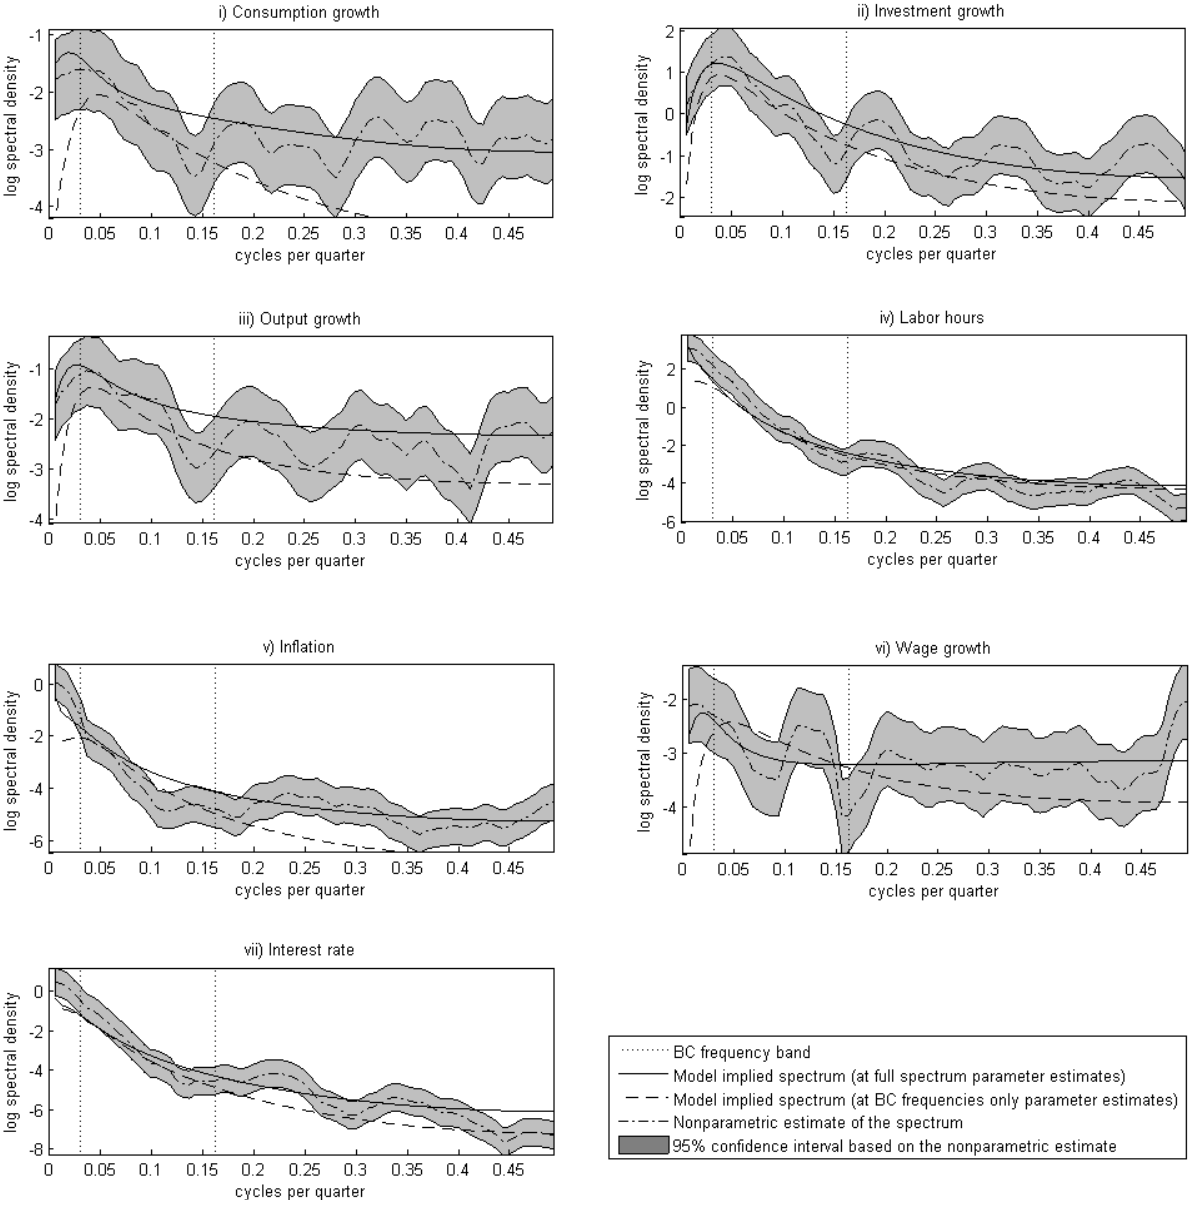 i) Consumption growth
-1
-2
-3
-4
log spectral density
0 0.05 0.1 0.15 0.2 0.25 0.3 0.35 0.4 0.45
cycles per quarter
ii) Investment growth
2
1
0
-1
-2
log spectral density
0 0.05 0.1 0.15 0.2 0.25 0.3 0.35 0.4 0.45
cycles per quarter
iii) Output growth
-1
-2
-3
-4
log spectral density
0 0.05 0.1 0.15 0.2 0.25 0.3 0.35 0.4 0.45
cycles per quarter
iv) Labor hours
2
0
-2
-4
-6
log spectral density
0 0.05 0.1 0.15 0.2 0.25 0.3 0.35 0.4 0.45
cycles per quarter
v) Inflation
0
-2
-4
-6
log spectral density
0 0.05 0.1 0.15 0.2 0.25 0.3 0.35 0.4 0.45
cycles per quarter
vi) Wage growth
-2
-3
-4
log spectral density
0 0.05 0.1 0.15 0.2 0.25 0.3 0.35 0.4 0.45
cycles per quarter
vii) Interest rate
0
-2
-4
-6
-8
log spectral density
0 0.05 0.1 0.15 0.2 0.25 0.3 0.35 0.4 0.45
cycles per quarter
BC frequency band
Model implied spectrum (at full spectrum parameter estimates)
Model implied spectrum (at BC frequencies only parameter estimates)
Nonparametric estimate of the spectrum
95% confidence interval based on the nonparametric estimate